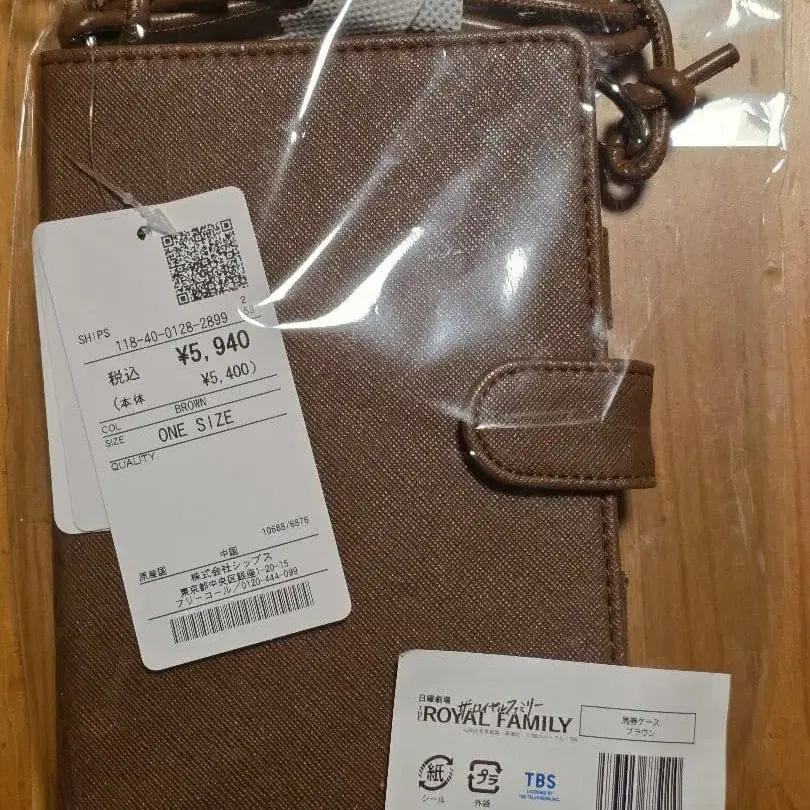 SHIPS
118-40-0128-2899
税込 ¥5,940
(本体 ¥5,400)
COL BROWN
SIZE ONE SIZE
QUALITY
10688/6876
原産国 中国
株式会社シップス
東京都中央区銀座1-20-15
フリーコール/0120-444-099
日曜劇場
ザ・ロイヤルファミリー
THE ROYAL FAMILY
馬券ケース
ブラウン
紙
シール
プラ
外袋
TBS